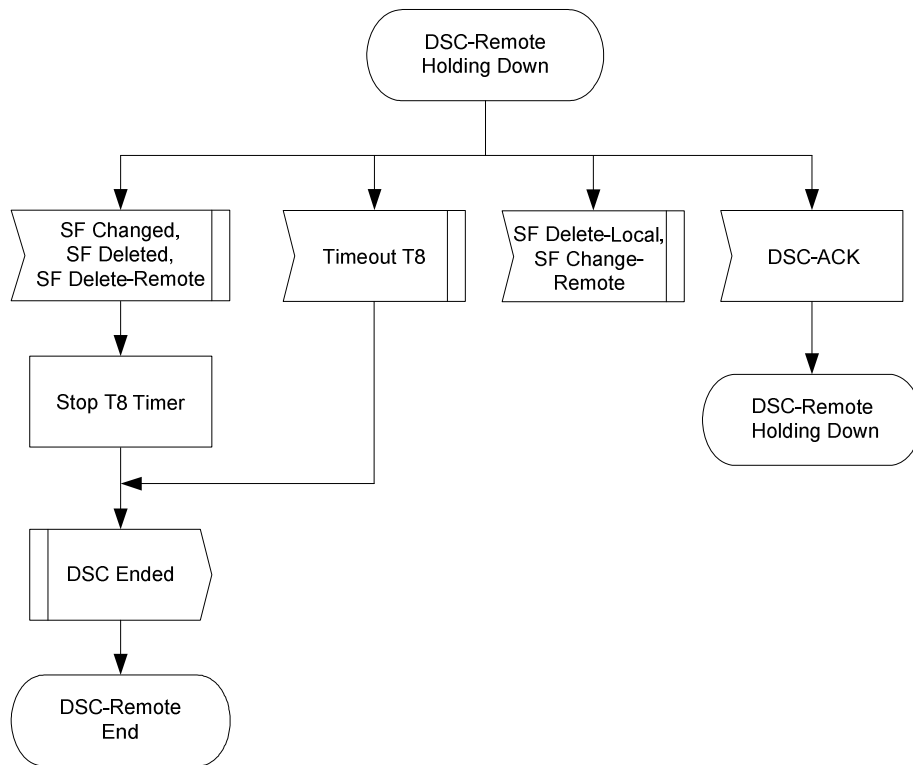 DSC-Remote
Holding Down
SF Changed,
SF Deleted,
SF Delete-Remote
Timeout T8
SF Delete-Local,
SF Change-
Remote
DSC-ACK
Stop T8 Timer
DSC-Remote
Holding Down
DSC Ended
DSC-Remote
End